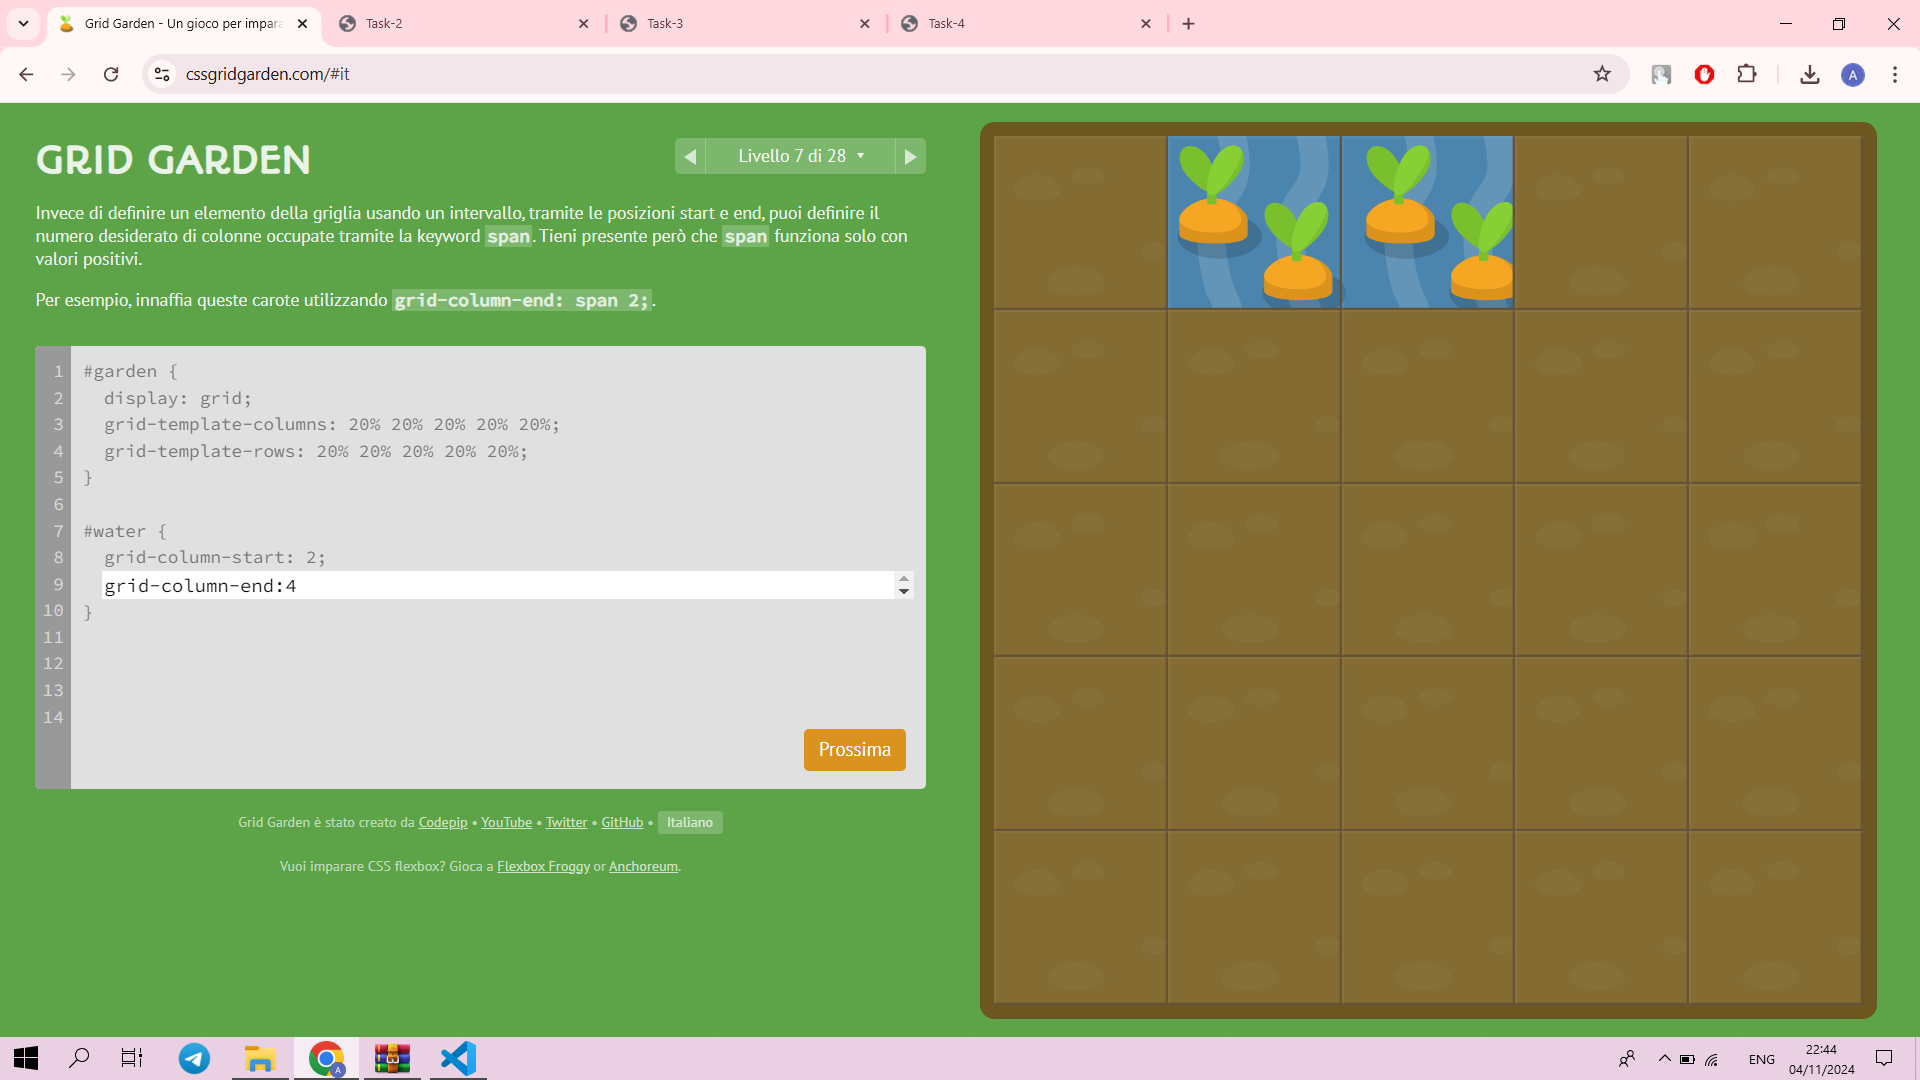 Grid Garden - Un gioco per impara
Task-2
Task-3
Task-4
cssgridgarden.com/#it
A
GRID GARDEN
Livello 7 di 28
Invece di definire un elemento della griglia usando un intervallo, tramite le posizioni start e end, puoi definire il
numero desiderato di colonne occupate tramite la keyword span. Tieni presente però che span funziona solo con
valori positivi.
Per esempio, innaffia queste carote utilizzando grid-column-end: span 2;.
1 #garden {
2 display: grid;
3 grid-template-columns: 20% 20% 20% 20% 20%;
4 grid-template-rows: 20% 20% 20% 20% 20%;
5 }
6
7 #water {
8 grid-column-start: 2;
9 grid-column-end:4
10 }
11
12
13
14
Prossima
Grid Garden è stato creato da Codepip • YouTube • Twitter • GitHub • Italiano
Vuoi imparare CSS flexbox? Gioca a Flexbox Froggy or Anchoreum.
A
ENG
22:44
04/11/2024